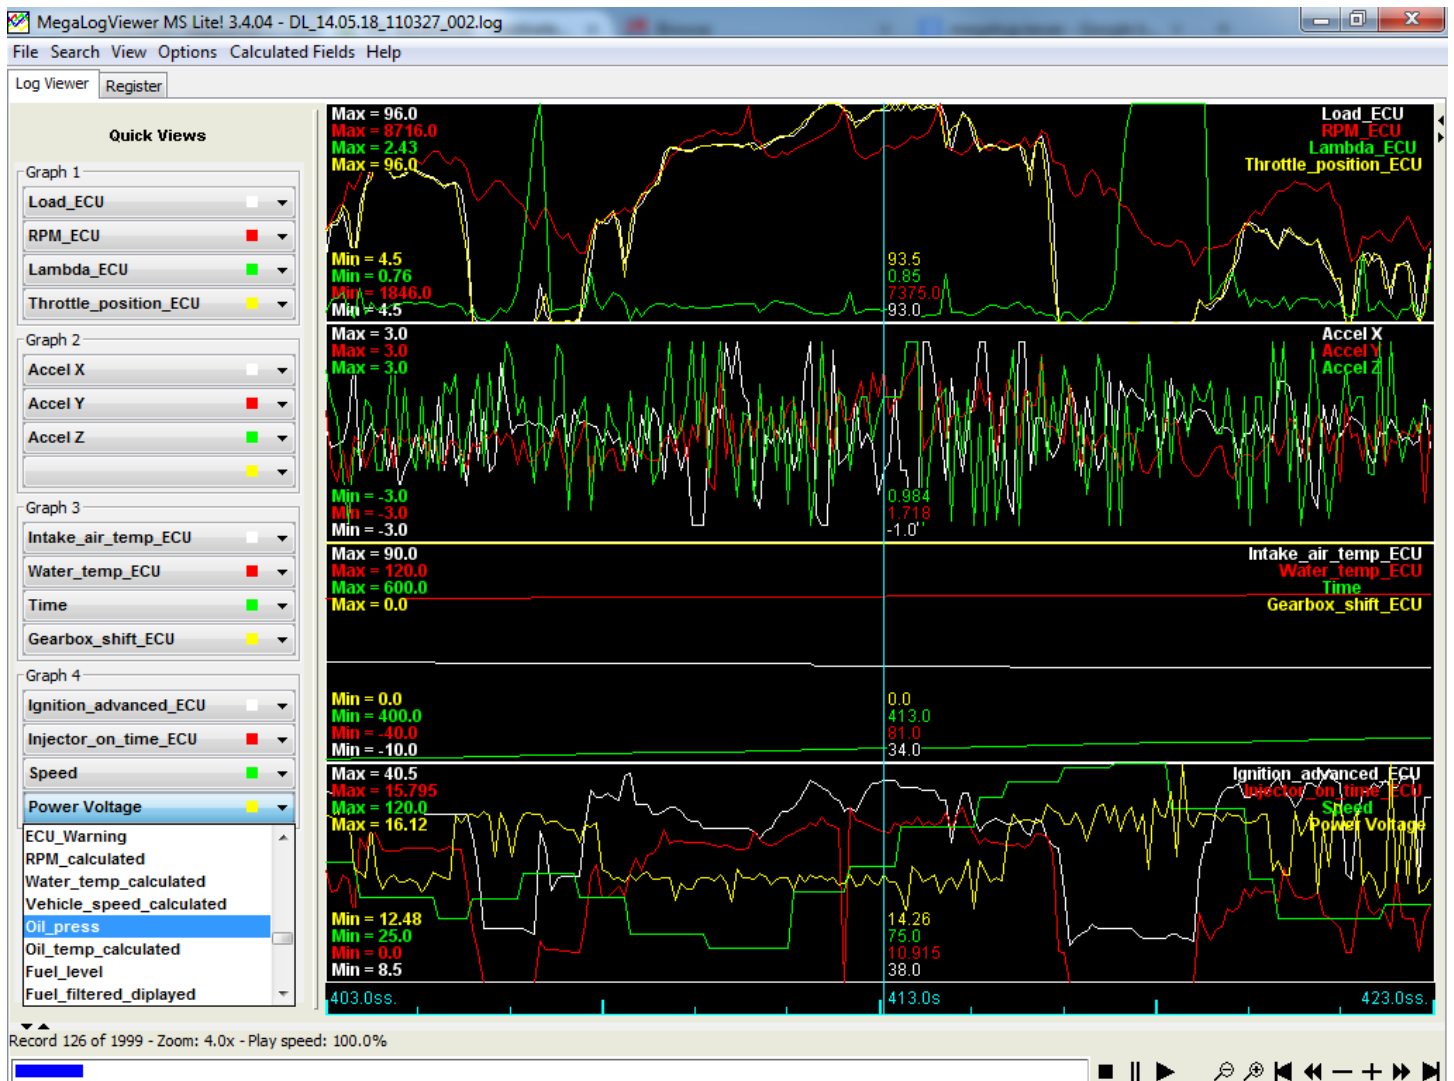 MegaLogViewer MS Lite! 3.4.04 - DL_14.05.18_110327_002.log
File Search View Options Calculated Fields Help
Log Viewer Register
Quick Views
Graph 1
Load_ECU
RPM_ECU
Lambda_ECU
Throttle_position_ECU
Graph 2
Accel X
Accel Y
Accel Z
Graph 3
Intake_air_temp_ECU
Water_temp_ECU
Time
Gearbox_shift_ECU
Graph 4
Ignition_advanced_ECU
Injector_on_time_ECU
Speed
Power Voltage
ECU_Warning
RPM_calculated
Water_temp_calculated
Vehicle_speed_calculated
Oil_press
Oil_temp_calculated
Fuel_level
Fuel_filtered_diplayed
Max = 96.0 Load_ECU
Max = 8716.0 RPM_ECU
Max = 2.43 Lambda_ECU
Max = 96.0 Throttle_position_ECU
Min = 4.5 93.5
Min = 0.76 0.85
Min = 1846.0 7375.0
Min = 4.5 93.0
Max = 3.0 Accel X
Max = 3.0 Accel Y
Max = 3.0 Accel Z
Min = -3.0 0.984
Min = -3.0 1.718
Min = -3.0 -1.0
Max = 90.0 Intake_air_temp_ECU
Max = 120.0 Water_temp_ECU
Max = 600.0 Time
Max = 0.0 Gearbox_shift_ECU
Min = 0.0 0.0
Min = 400.0 413.0
Min = -40.0 81.0
Min = -10.0 34.0
Max = 40.5 Ignition_advanced_ECU
Max = 15.795 Injector_on_time_ECU
Max = 120.0 Speed
Max = 16.12 Power Voltage
Min = 12.48 14.26
Min = 25.0 75.0
Min = 0.0 10.915
Min = 8.5 38.0
403.0ss. 413.0s 423.0ss.
Record 126 of 1999 - Zoom: 4.0x - Play speed: 100.0%